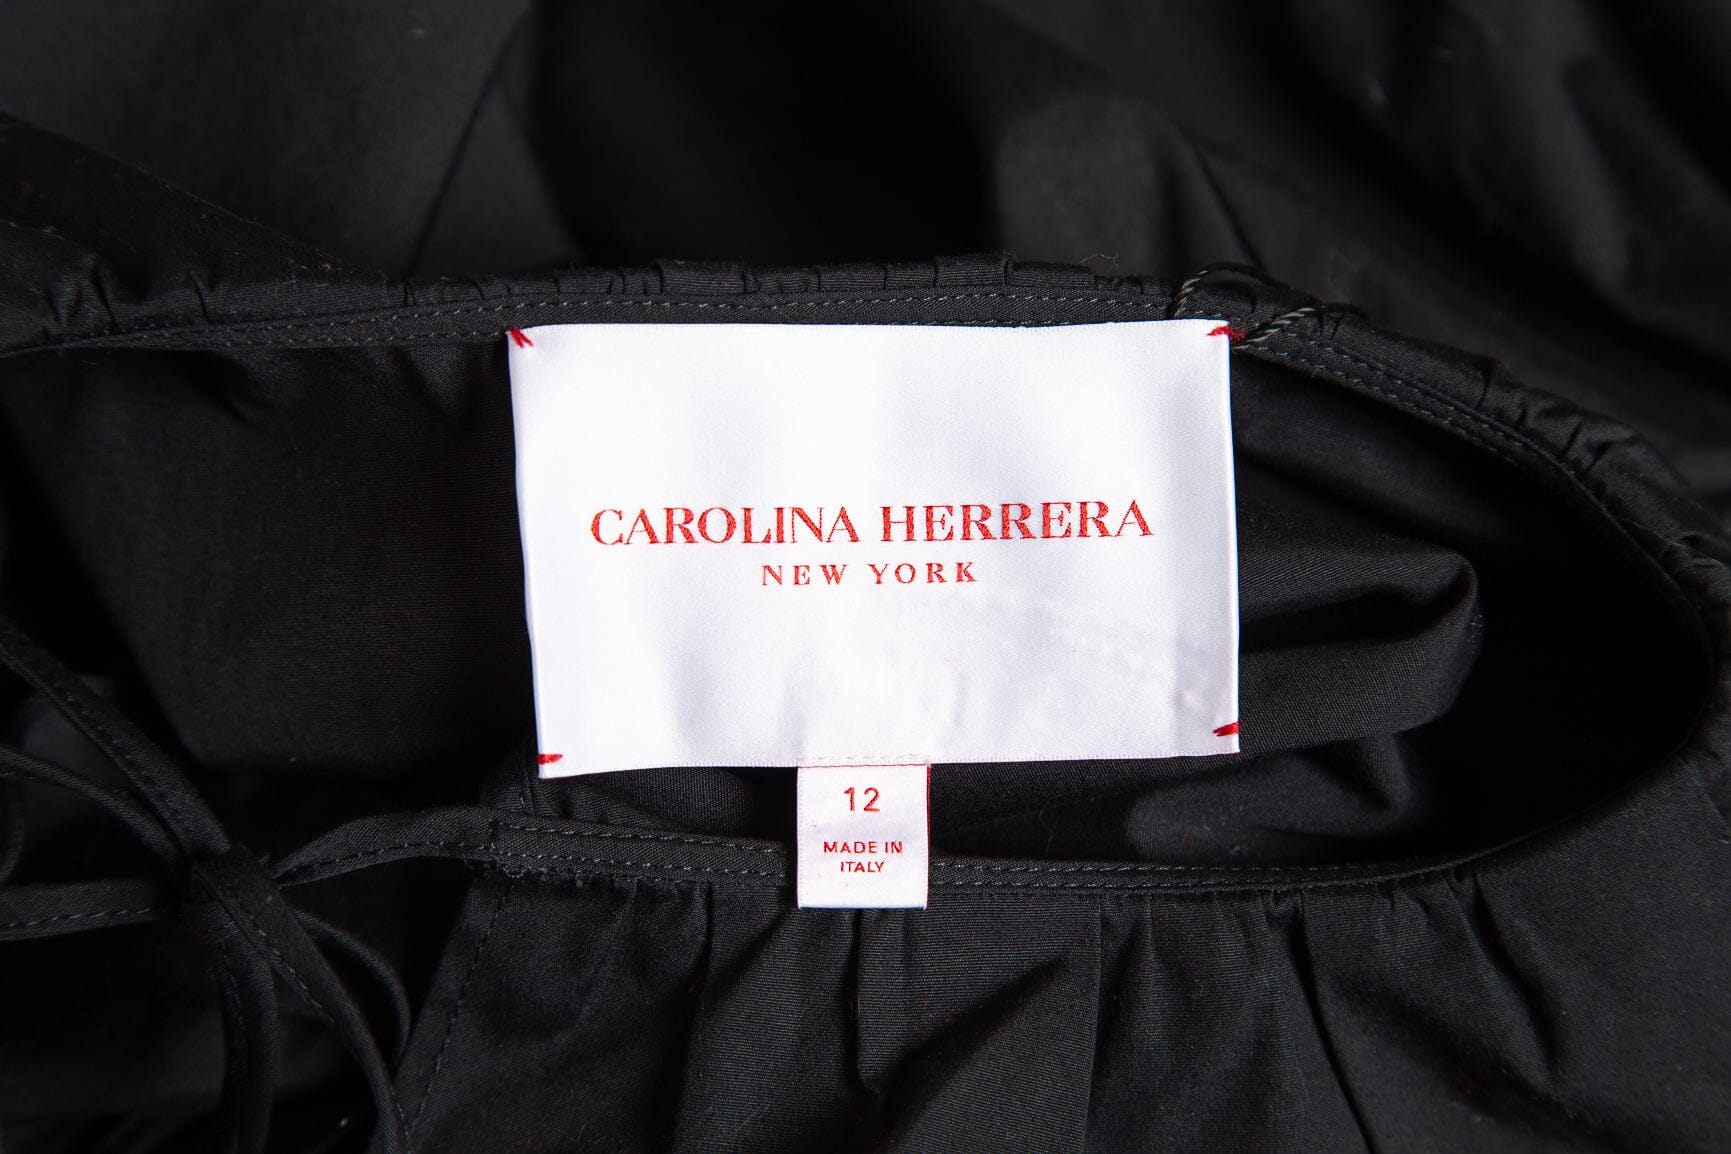 CAROLINA HERRERA
NEW YORK
12
MADE IN
ITALY